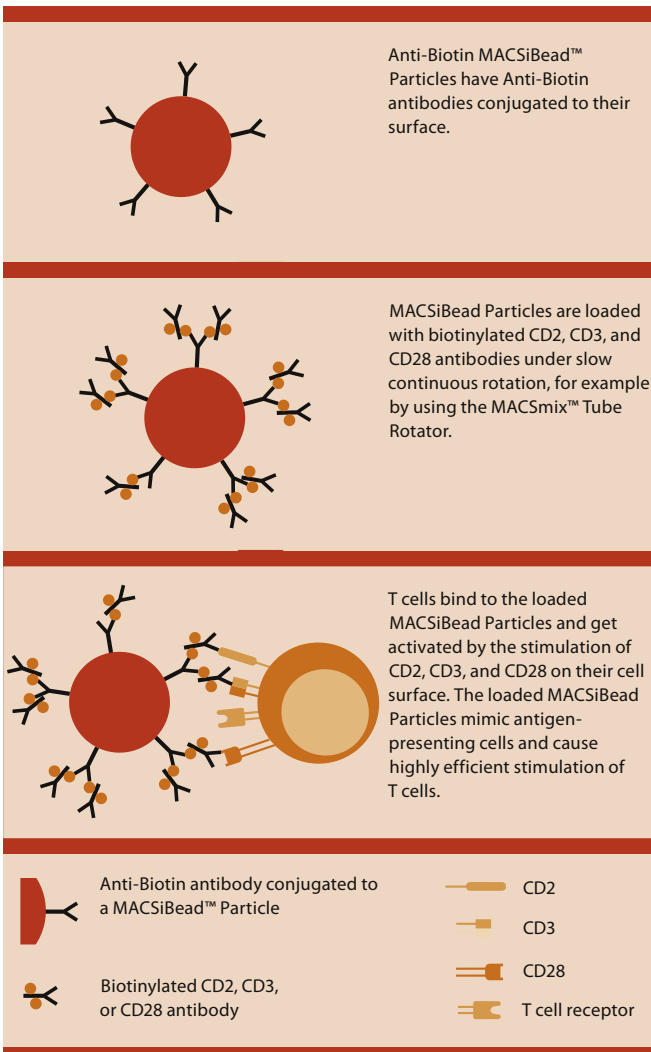 Anti-Biotin MACSiBead™
Particles have Anti-Biotin
antibodies conjugated to their
surface.
MACSiBead Particles are loaded
with biotinylated CD2, CD3, and
CD28 antibodies under slow
continuous rotation, for example
by using the MACSmix™ Tube
Rotator.
T cells bind to the loaded
MACSiBead Particles and get
activated by the stimulation of
CD2, CD3, and CD28 on their cell
surface. The loaded MACSiBead
Particles mimic antigen-
presenting cells and cause
highly efficient stimulation of
T cells.
Anti-Biotin antibody conjugated to
a MACSiBead™ Particle
Biotinylated CD2, CD3,
or CD28 antibody
CD2
CD3
CD28
T cell receptor